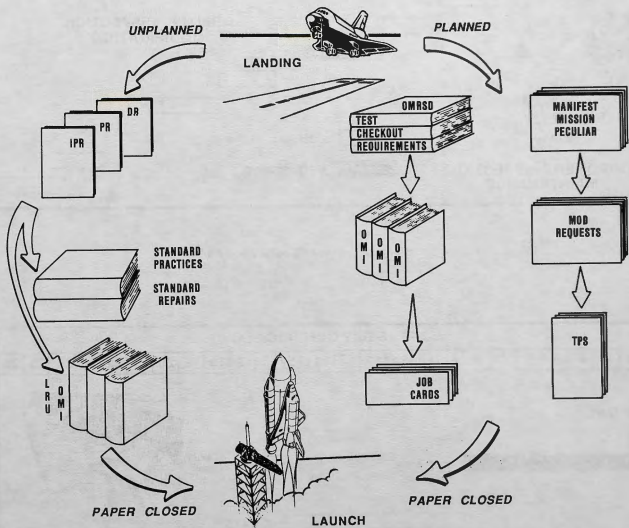 UNPLANNED
PLANNED
LANDING
DR
PR
IPR
OMRSD
TEST
CHECKOUT
REQUIREMENTS
MANIFEST
MISSION
PECULIAR
OMI
OMI
OMI
MOD
REQUESTS
STANDARD
PRACTICES
STANDARD
REPAIRS
TPS
LRU
OMI
JOB
CARDS
PAPER CLOSED
PAPER CLOSED
LAUNCH